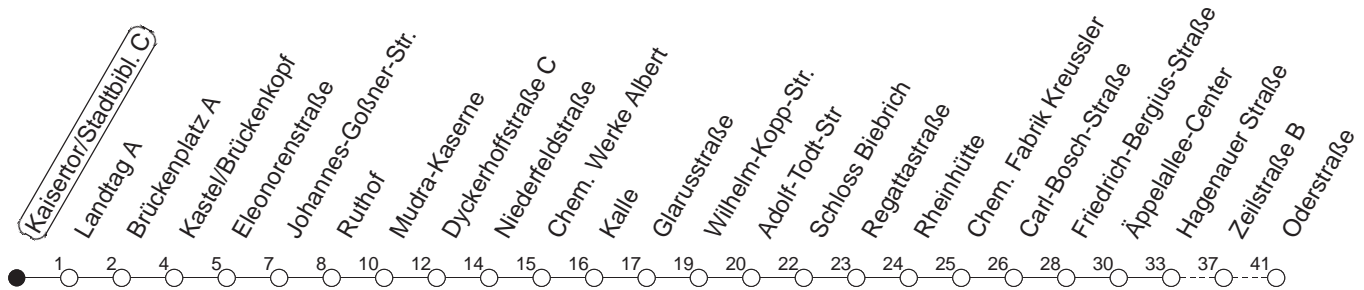 Kaisertor/Stadtbibl. C
Landtag A
Brückenplatz A
Kastel/Brückenkopf
Eleonorenstraße
Johannes-Goßner-Str.
Ruthof
Mudra-Kaserne
Dyckerhoffstraße C
Niederfeldstraße
Chem. Werke Albert
Kalle
Glarusstraße
Wilhelm-Kopp-Str.
Adolf-Todt-Str
Schloss Biebrich
Regattastraße
Rheinhütte
Chem. Fabrik Kreussler
Carl-Bosch-Straße
Friedrich-Bergius-Straße
Äppelallee-Center
Hagenauer Straße
Zeilstraße B
Oderstraße
1 2 4 5 7 8 10 12 14 15 16 17 19 20 22 23 24 25 26 28 30 33 37 41